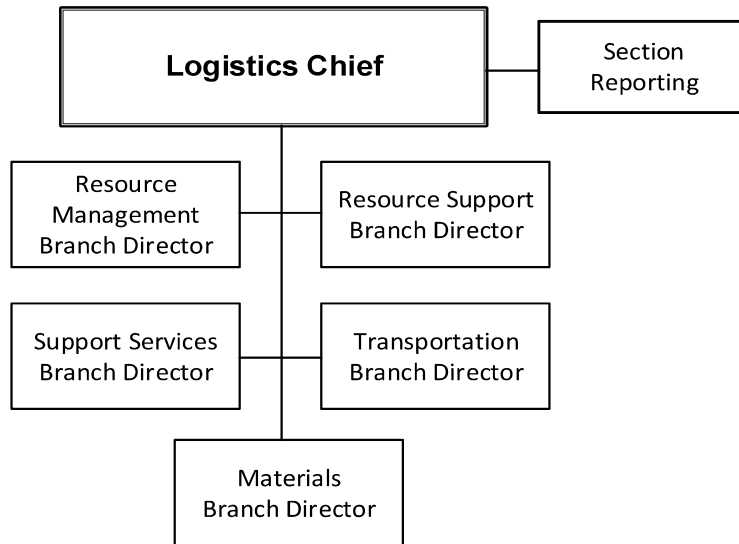 Logistics Chief
Section
Reporting
Resource
Management
Branch Director
Resource Support
Branch Director
Support Services
Branch Director
Transportation
Branch Director
Materials
Branch Director